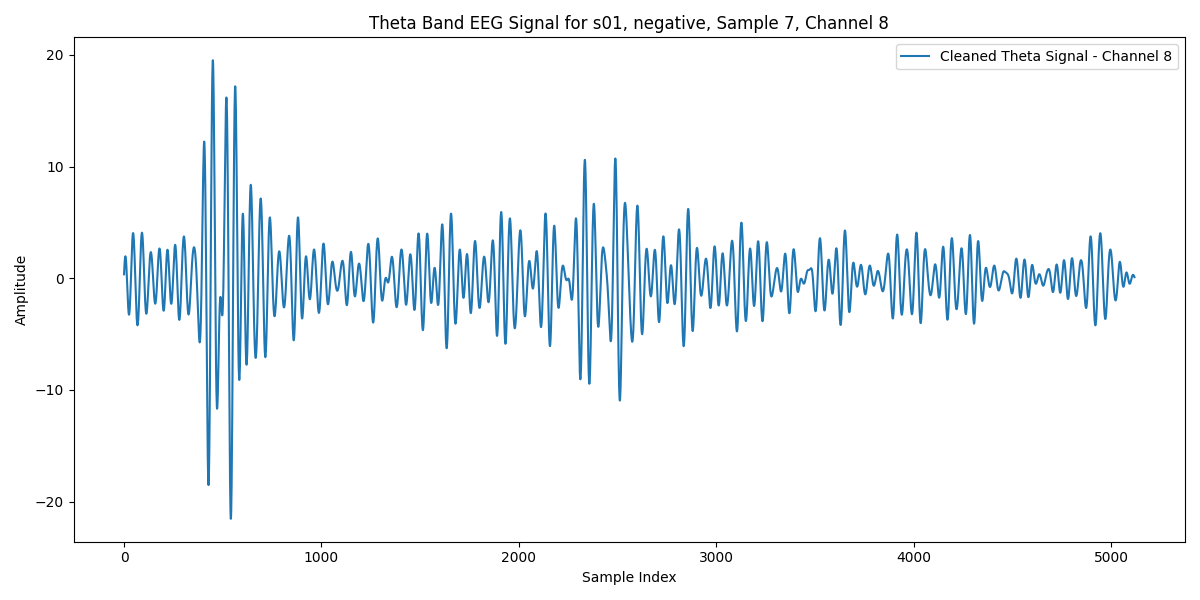 Theta Band EEG Signal for s01, negative, Sample 7, Channel 8
Cleaned Theta Signal - Channel 8
Amplitude
20
10
0
−10
−20
0 1000 2000 3000 4000 5000
Sample Index